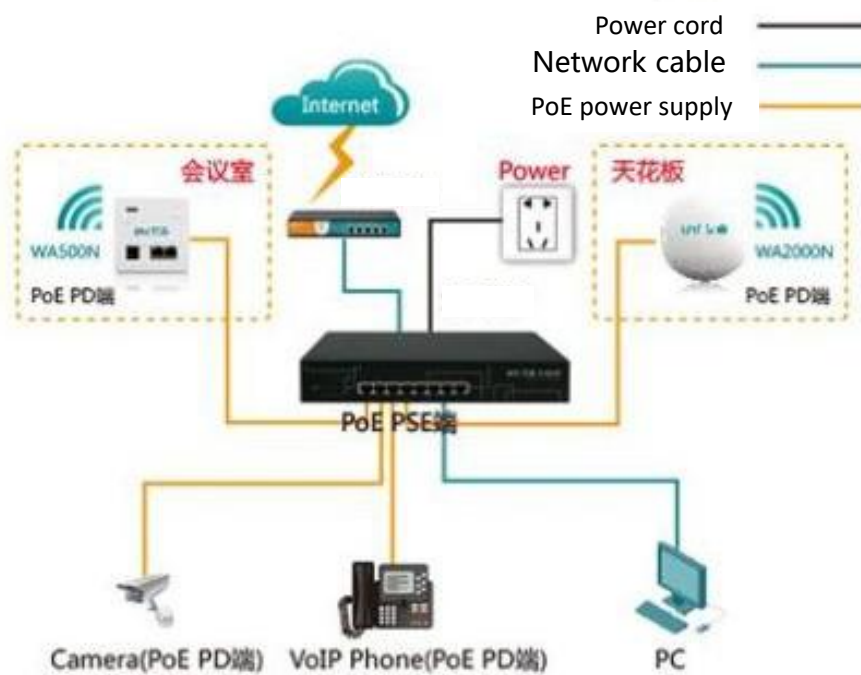 Power cord
Network cable
PoE power supply
Internet
会议室
Power
天花板
WA500N
WA2000N
PoE PD端
PoE PD端
PoE PSE端
Camera(PoE PD端)
VoIP Phone(PoE PD端)
PC